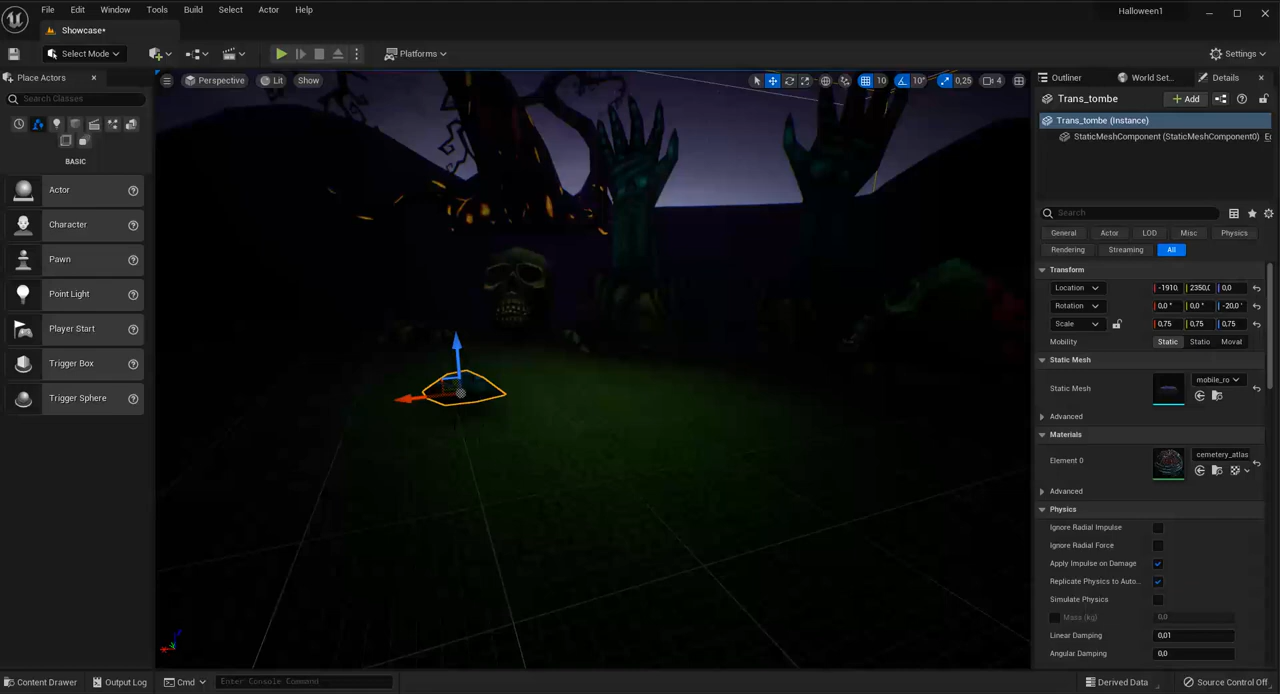 File Edit Window Tools Build Select Actor Help
Halloween1
Showcase*
Select Mode
Platforms
Settings
Place Actors
Search Classes
BASIC
Actor
Character
Pawn
Point Light
Player Start
Trigger Box
Trigger Sphere
Perspective Lit Show
10 10° 0,25 4
Outliner World Set... Details
Trans_tombe Add
Trans_tombe (Instance)
StaticMeshComponent (StaticMeshComponent0)
Search
General Actor LOD Misc Physics
Rendering Streaming All
Transform
Location -1910, 2350,( 0,0
Rotation 0,0 ° 0,0 ° -20,0 °
Scale 0,75 0,75 0,75
Mobility Static Statio Moval
Static Mesh
Static Mesh mobile_ro
Advanced
Materials
Element 0 cemetery_atlas
Advanced
Physics
Ignore Radial Impulse
Ignore Radial Force
Apply Impulse on Damage
Replicate Physics to Auto...
Simulate Physics
Mass (kg) 0,0
Linear Damping 0,01
Angular Damping 0,0
Content Drawer Output Log Cmd Enter Console Command
Derived Data Source Control Off